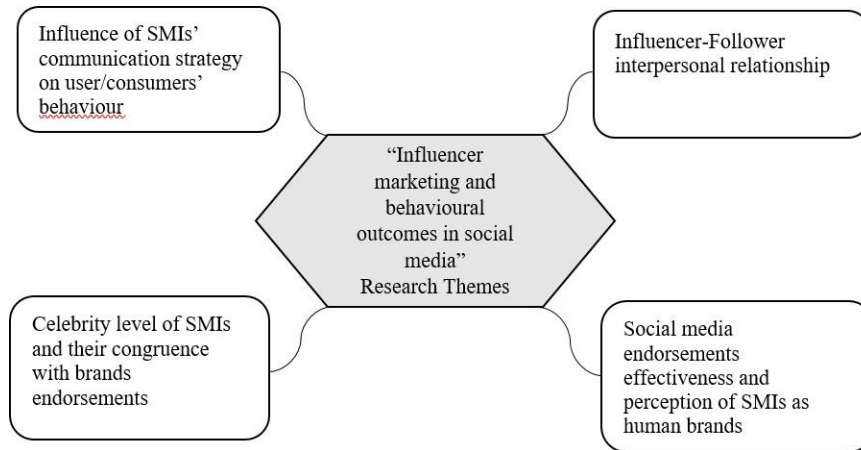 Influence of SMIs’
communication strategy
on user/consumers’
behaviour
Influencer-Follower
interpersonal relationship
“Influencer
marketing and
behavioural
outcomes in social
media”
Research Themes
Celebrity level of SMIs
and their congruence
with brands
endorsements
Social media
endorsements
effectiveness and
perception of SMIs as
human brands